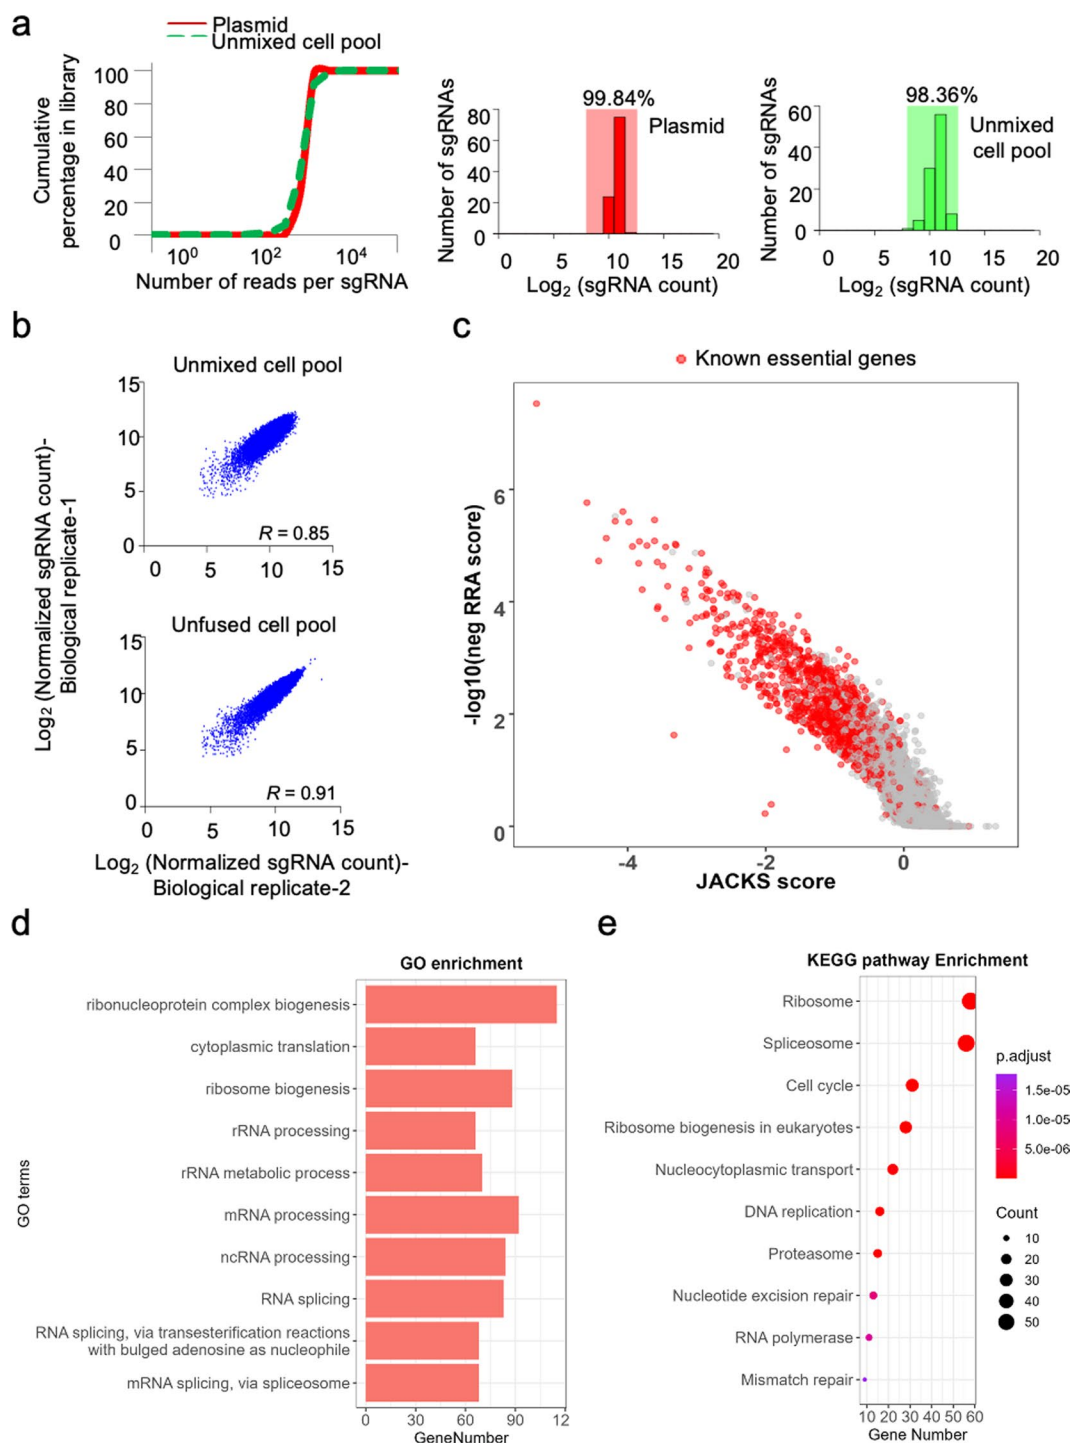 a
Plasmid
Unmixed cell pool
Cumulative
percentage in library
100
80
60
40
20
0
10⁰ 10² 10⁴
Number of reads per sgRNA
Number of sgRNAs
80
60
40
20
0
99.84%
Plasmid
0 5 10 15 20
Log₂ (sgRNA count)
Number of sgRNAs
60
40
20
0
98.36%
Unmixed
cell pool
0 5 10 15 20
Log₂ (sgRNA count)
b
Log₂ (Normalized sgRNA count)-
Biological replicate-1
Unmixed cell pool
15
10
5
0
R = 0.85
0 5 10 15
Unfused cell pool
15
10
5
0
R = 0.91
0 5 10 15
Log₂ (Normalized sgRNA count)-
Biological replicate-2
c
Known essential genes
-log10(neg RRA score)
6
4
2
0
-4 -2 0
JACKS score
d
GO enrichment
GO terms
ribonucleoprotein complex biogenesis
cytoplasmic translation
ribosome biogenesis
rRNA processing
rRNA metabolic process
mRNA processing
ncRNA processing
RNA splicing
RNA splicing, via transesterification reactions
with bulged adenosine as nucleophile
mRNA splicing, via spliceosome
0 30 60 90 12
GeneNumber
e
KEGG pathway Enrichment
Ribosome
Spliceosome
Cell cycle
Ribosome biogenesis in eukaryotes
Nucleocytoplasmic transport
DNA replication
Proteasome
Nucleotide excision repair
RNA polymerase
Mismatch repair
10 20 30 40 50 60
Gene Number
p.adjust
1.5e-05
1.0e-05
5.0e-06
Count
10
20
30
40
50